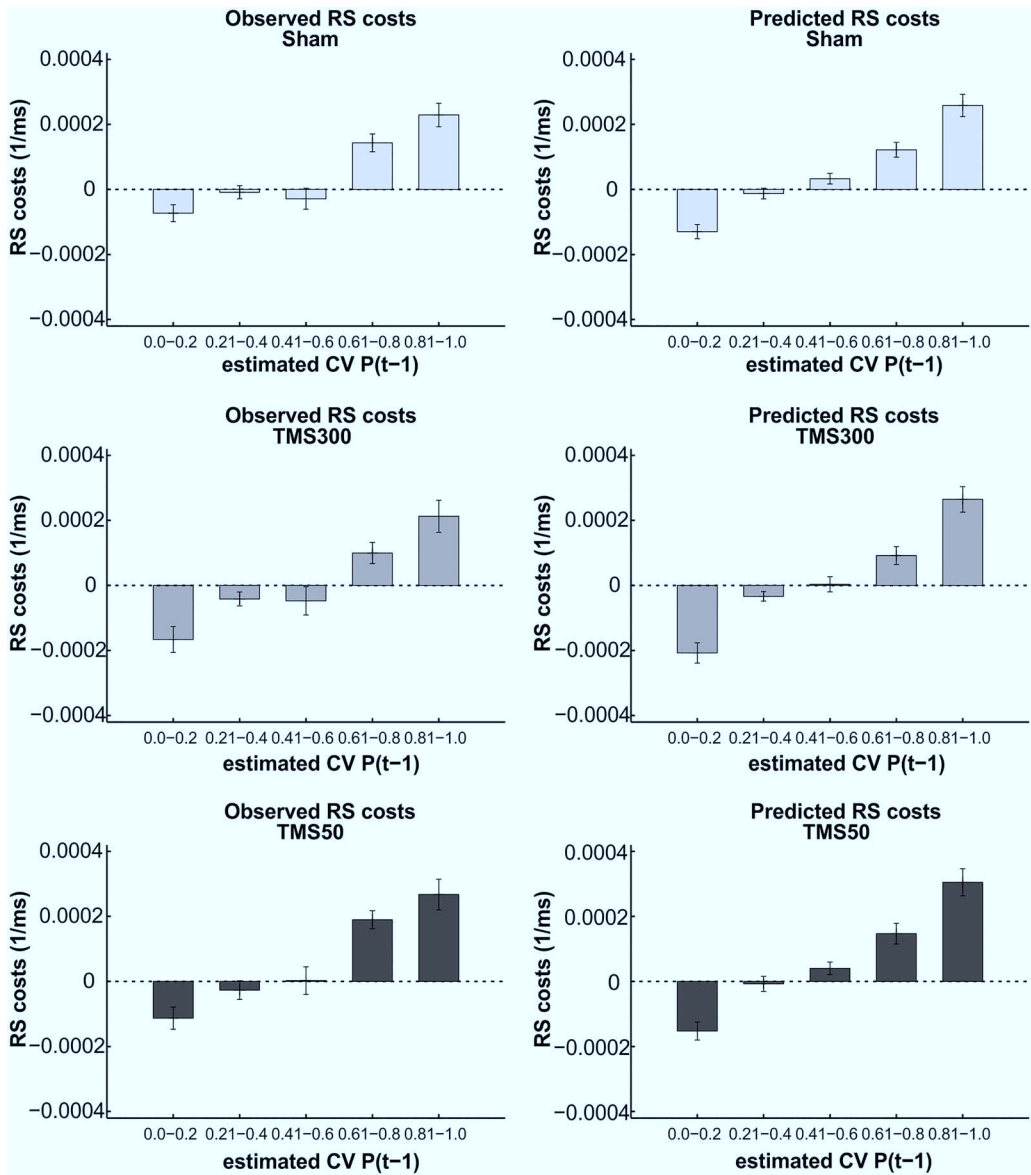 Observed RS costs
Sham
RS costs (1/ms)
0.0004
0.0002
0
−0.0002
−0.0004
0.0−0.2 0.21−0.4 0.41−0.6 0.61−0.8 0.81−1.0
estimated CV P(t−1)
Predicted RS costs
Sham
RS costs (1/ms)
0.0004
0.0002
0
−0.0002
−0.0004
0.0−0.2 0.21−0.4 0.41−0.6 0.61−0.8 0.81−1.0
estimated CV P(t−1)
Observed RS costs
TMS300
RS costs (1/ms)
0.0004
0.0002
0
−0.0002
−0.0004
0.0−0.2 0.21−0.4 0.41−0.6 0.61−0.8 0.81−1.0
estimated CV P(t−1)
Predicted RS costs
TMS300
RS costs (1/ms)
0.0004
0.0002
0
−0.0002
−0.0004
0.0−0.2 0.21−0.4 0.41−0.6 0.61−0.8 0.81−1.0
estimated CV P(t−1)
Observed RS costs
TMS50
RS costs (1/ms)
0.0004
0.0002
0
−0.0002
−0.0004
0.0−0.2 0.21−0.4 0.41−0.6 0.61−0.8 0.81−1.0
estimated CV P(t−1)
Predicted RS costs
TMS50
RS costs (1/ms)
0.0004
0.0002
0
−0.0002
−0.0004
0.0−0.2 0.21−0.4 0.41−0.6 0.61−0.8 0.81−1.0
estimated CV P(t−1)